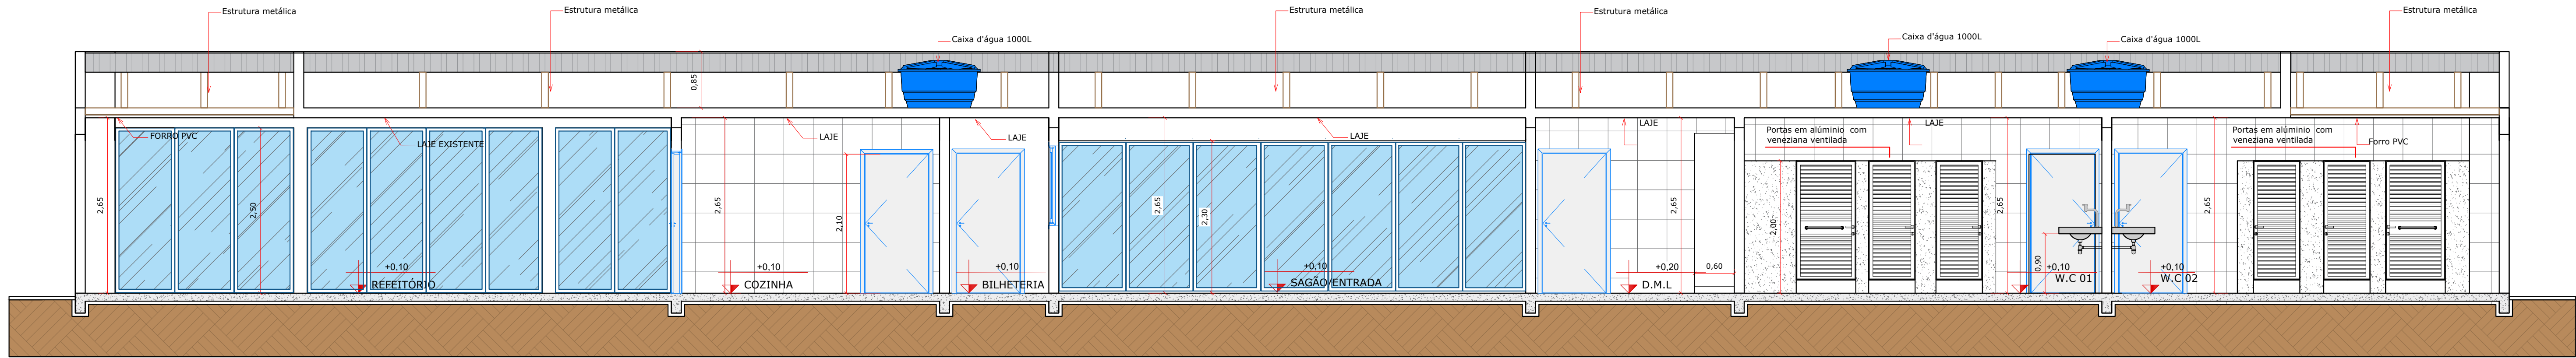 Estrutura metálica
Estrutura metálica
Estrutura metálica
Estrutura metálica
Estrutura metálica
Caixa d'água 1000L
Caixa d'água 1000L
Caixa d'água 1000L
0,85
FORRO PVC
LAJE EXISTENTE
LAJE
LAJE
LAJE
LAJE
LAJE
Portas em alúminio com
veneziana ventilada
Portas em alúminio com
veneziana ventilada
Forro PVC
2,65
2,50
2,65
2,10
2,65
2,30
2,65
2,00
2,65
0,90
2,65
0,60
+0,10
REFEITÓRIO
+0,10
COZINHA
+0,10
BILHETERIA
+0,10
SAGÃO/ENTRADA
+0,20
D.M.L
+0,10
W.C 01
+0,10
W.C 02